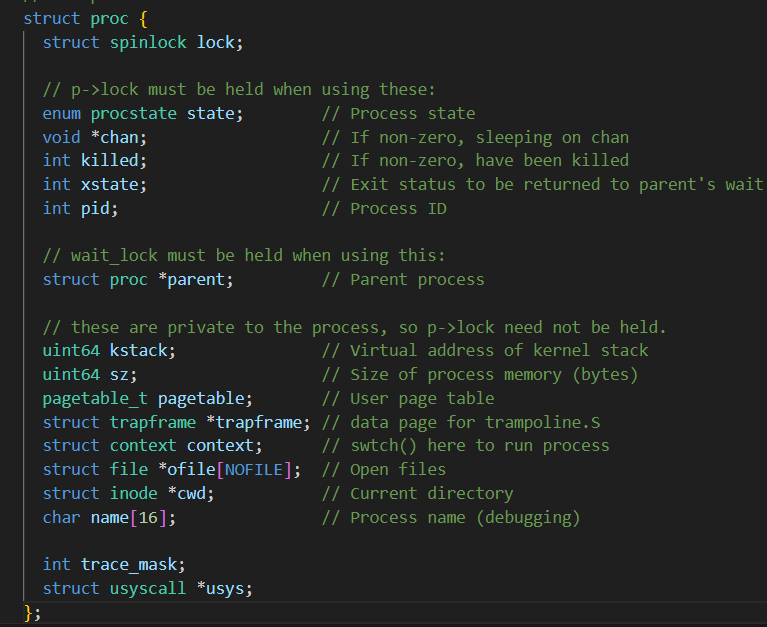 struct proc {
  struct spinlock lock;

  // p->lock must be held when using these:
  enum procstate state;        // Process state
  void *chan;                  // If non-zero, sleeping on chan
  int killed;                  // If non-zero, have been killed
  int xstate;                  // Exit status to be returned to parent's wait
  int pid;                     // Process ID

  // wait_lock must be held when using this:
  struct proc *parent;         // Parent process

  // these are private to the process, so p->lock need not be held.
  uint64 kstack;               // Virtual address of kernel stack
  uint64 sz;                   // Size of process memory (bytes)
  pagetable_t pagetable;       // User page table
  struct trapframe *trapframe; // data page for trampoline.S
  struct context context;      // swtch() here to run process
  struct file *ofile[NOFILE];  // Open files
  struct inode *cwd;           // Current directory
  char name[16];               // Process name (debugging)

  int trace_mask;
  struct usyscall *usys;
};